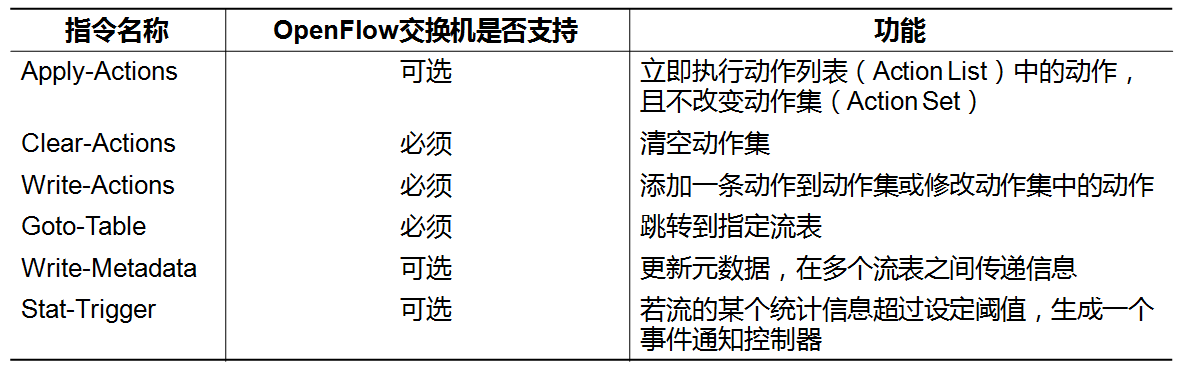 指令名称 OpenFlow交换机是否支持 功能
Apply-Actions 可选 立即执行动作列表（Action List）中的动作，
且不改变动作集（Action Set）
Clear-Actions 必须 清空动作集
Write-Actions 必须 添加一条动作到动作集或修改动作集中的动作
Goto-Table 必须 跳转到指定流表
Write-Metadata 可选 更新元数据，在多个流表之间传递信息
Stat-Trigger 可选 若流的某个统计信息超过设定阈值，生成一个
事件通知控制器